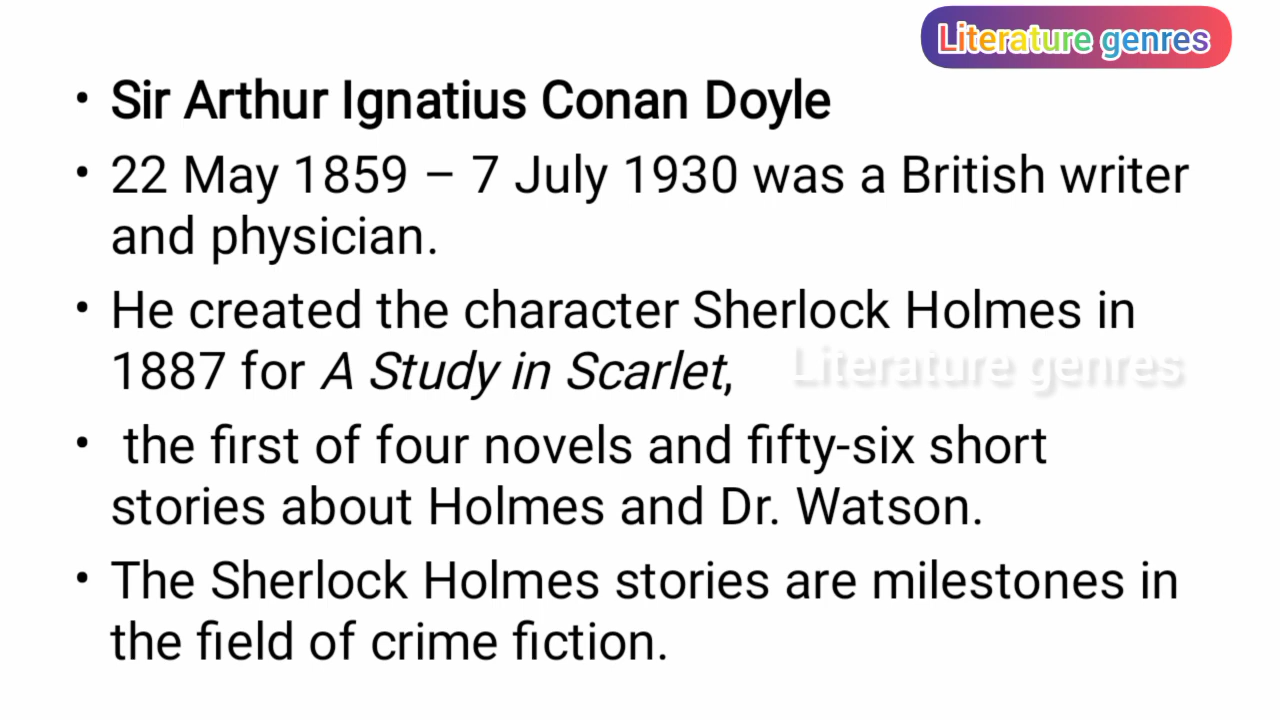 Literature genres
• Sir Arthur Ignatius Conan Doyle
• 22 May 1859 – 7 July 1930 was a British writer
and physician.
• He created the character Sherlock Holmes in
1887 for A Study in Scarlet,
Literature genres
• the first of four novels and fifty-six short
stories about Holmes and Dr. Watson.
• The Sherlock Holmes stories are milestones in
the field of crime fiction.